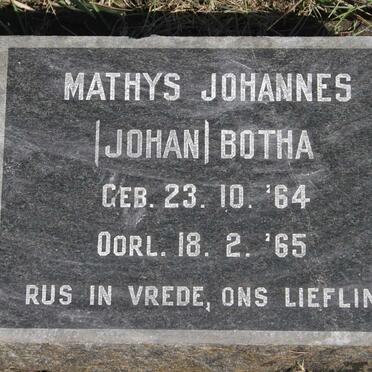 MATHYS JOHANNES
|JOHAN| BOTHA
GEB. 23. 10. '64
OORL. 18. 2. '65
RUS IN VREDE, ONS LIEFLIN